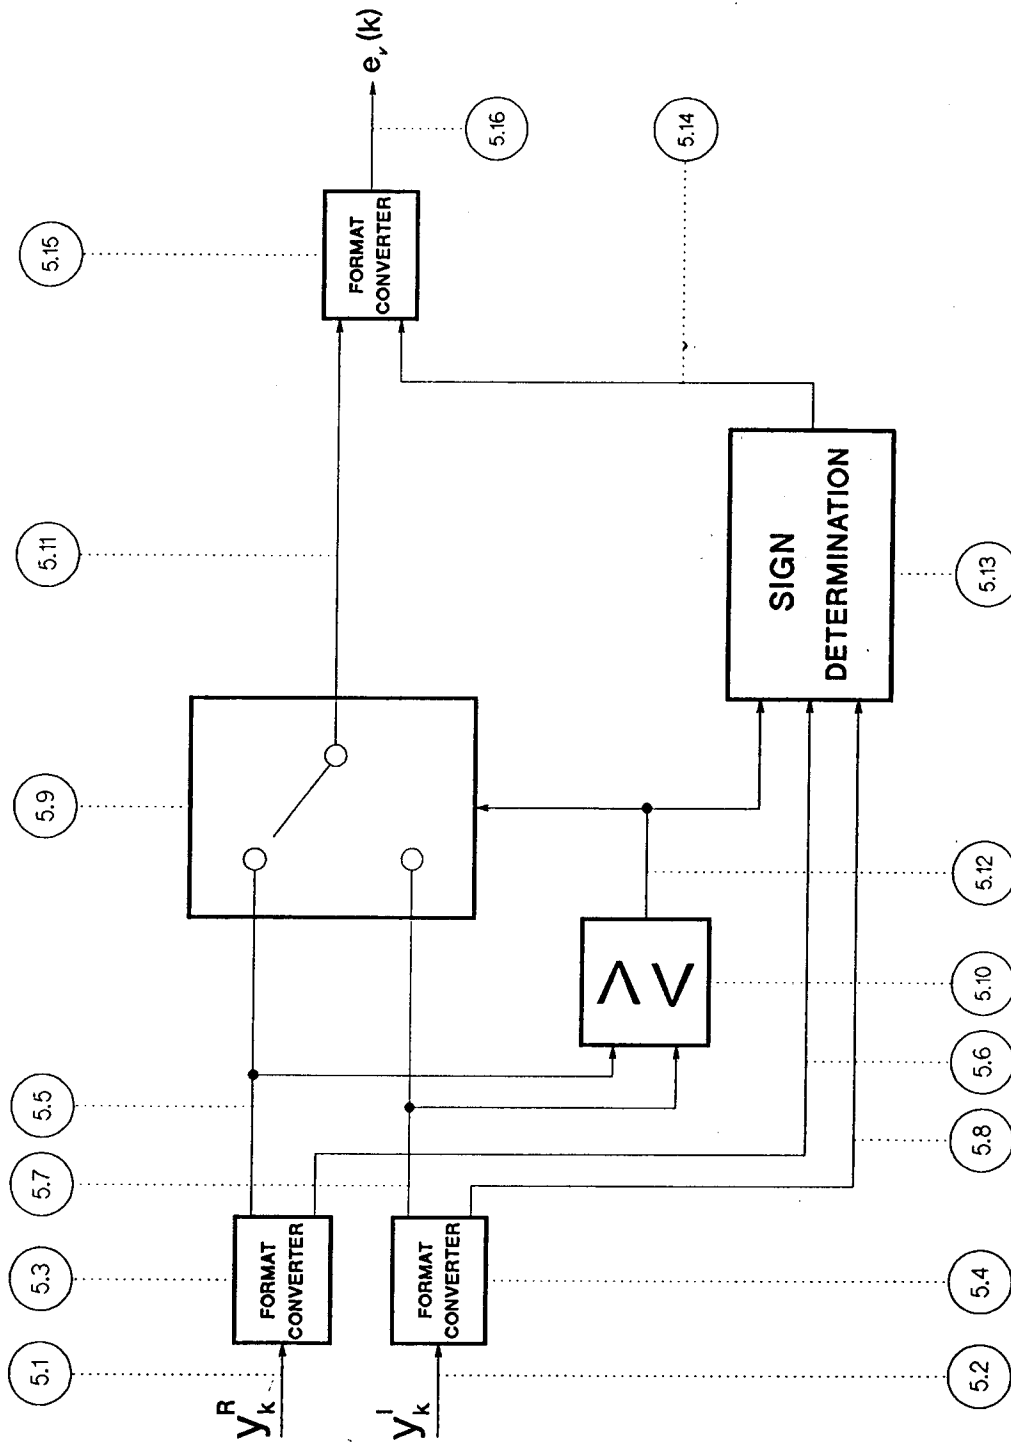 5.1
5.3
5.7
5.5
5.9
5.11
5.15
y_k^R
y_k^I
FORMAT
CONVERTER
FORMAT
CONVERTER
FORMAT
CONVERTER
e_ν(k)
5.16
5.14
> <
SIGN
DETERMINATION
5.2
5.4
5.8
5.6
5.10
5.12
5.13